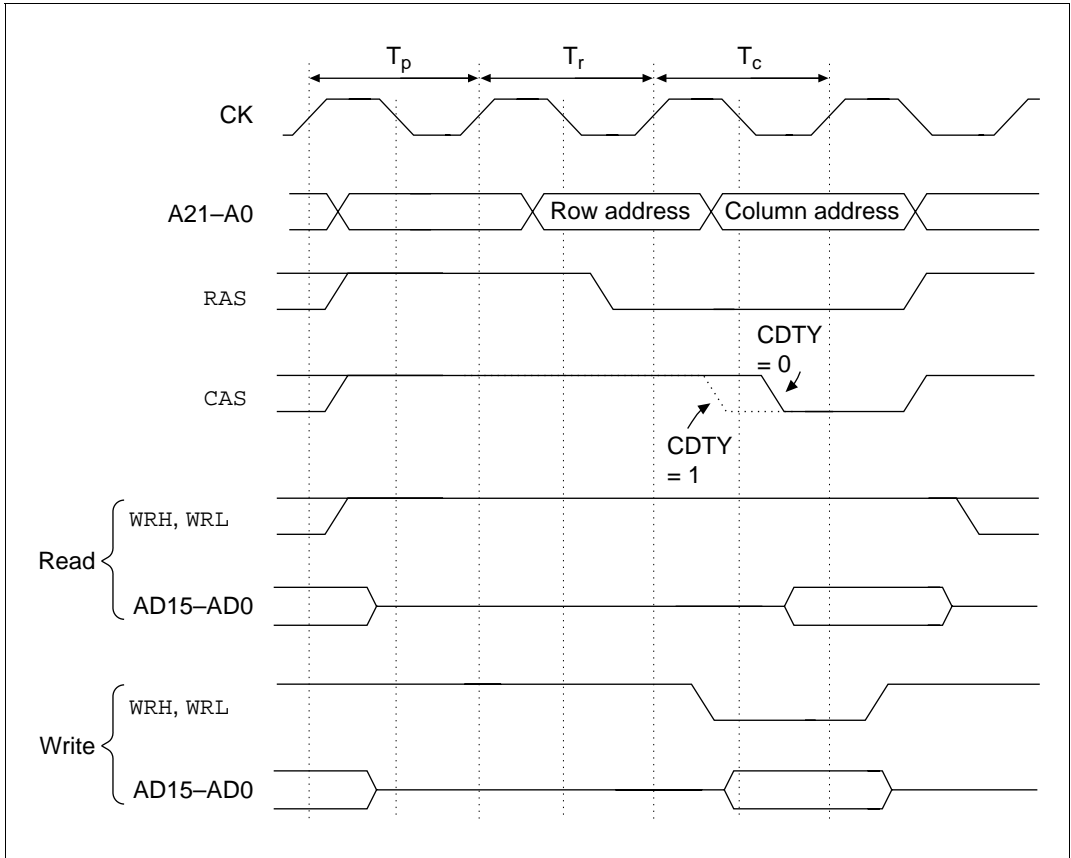 Tp Tr Tc
CK
A21–A0 Row address Column address
RAS
CDTY
= 0
CAS
CDTY
= 1
WRH, WRL
Read
AD15–AD0
WRH, WRL
Write
AD15–AD0